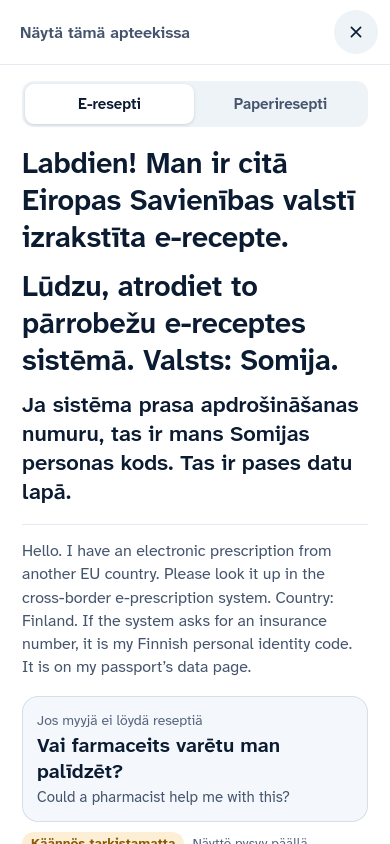 Näytä tämä apteekissa
E-resepti
Paperiresepti
Labdien! Man ir citā
Eiropas Savienības valstī
izrakstīta e-recepte.
Lūdzu, atrodiet to
pārrobežu e-receptes
sistēmā. Valsts: Somija.
Ja sistēma prasa apdrošināšanas
numuru, tas ir mans Somijas
personas kods. Tas ir pases datu
lapā.
Hello. I have an electronic prescription from
another EU country. Please look it up in the
cross-border e-prescription system. Country:
Finland. If the system asks for an insurance
number, it is my Finnish personal identity code.
It is on my passport’s data page.
Jos myyjä ei löydä reseptiä
Vai farmaceits varētu man
palīdzēt?
Could a pharmacist help me with this?
Käännös tarkistamatta
Näyttö pysyy päällä